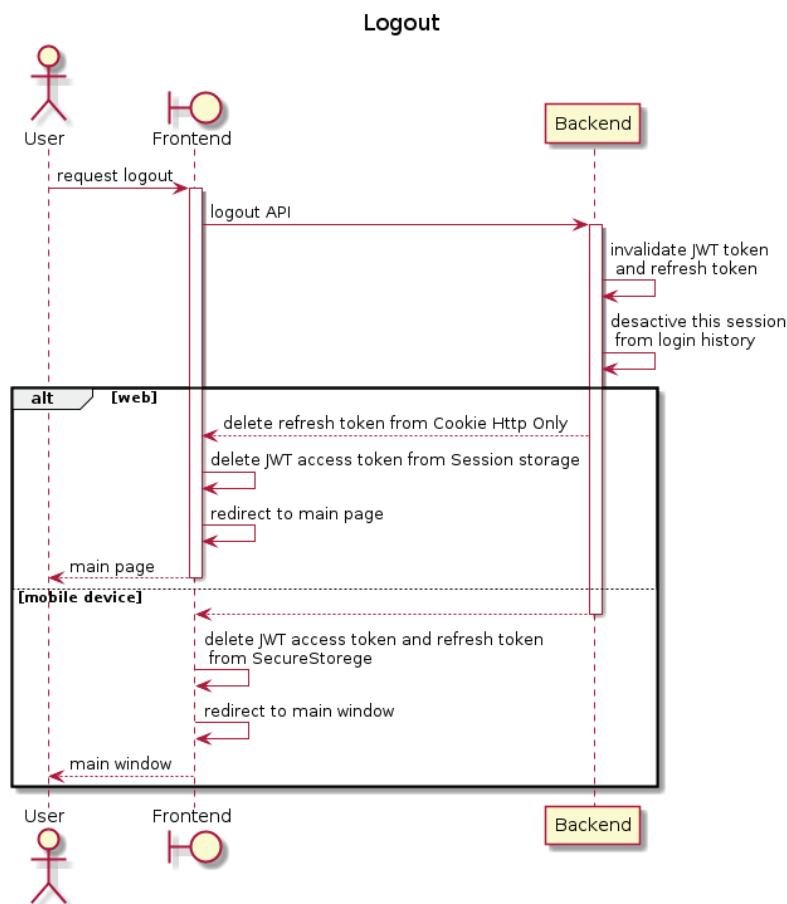 Logout
User
Frontend
Backend
request logout
logout API
invalidate JWT token
and refresh token
desactive this session
from login history
alt
[web]
delete refresh token from Cookie Http Only
delete JWT access token from Session storage
redirect to main page
main page
[mobile device]
delete JWT access token and refresh token
from SecureStorege
redirect to main window
main window
User
Frontend
Backend